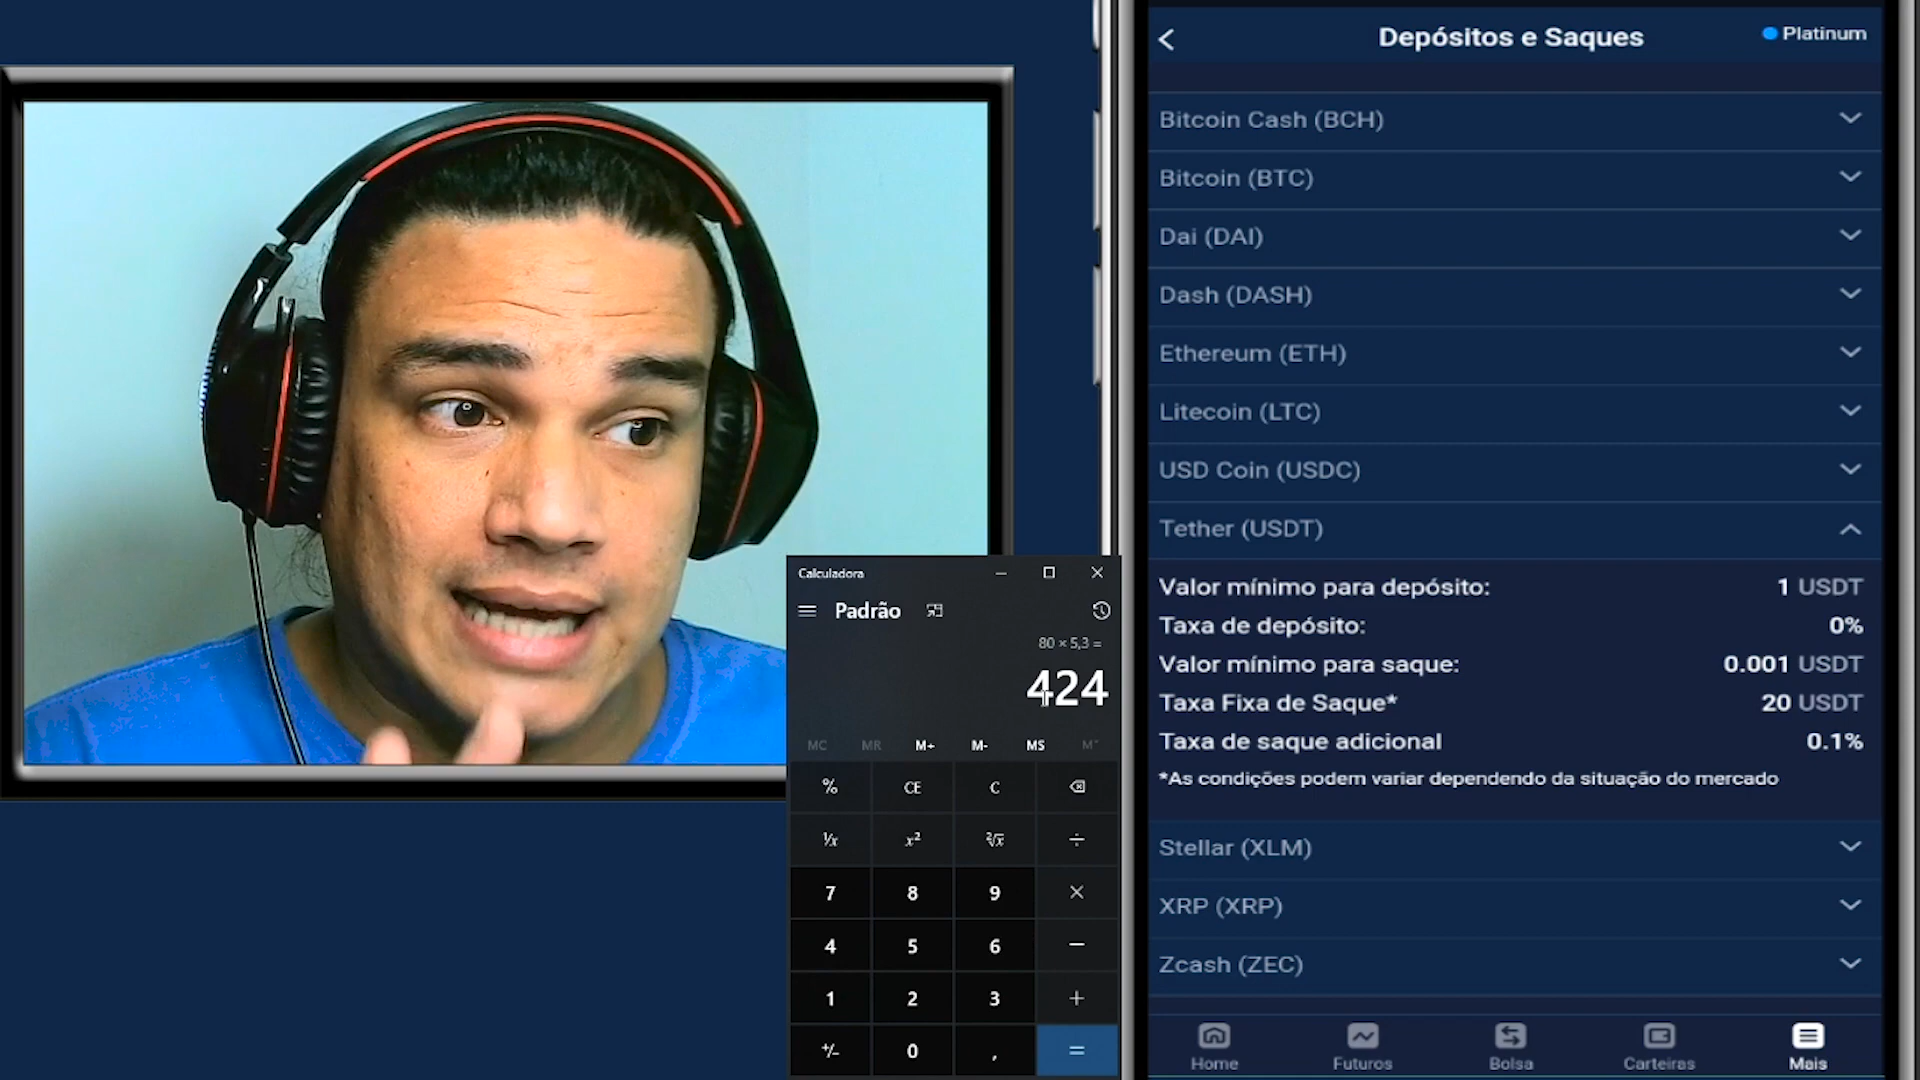 Depósitos e Saques
Platinum
Bitcoin Cash (BCH)
Bitcoin (BTC)
Dai (DAI)
Dash (DASH)
Ethereum (ETH)
Litecoin (LTC)
USD Coin (USDC)
Tether (USDT)
Valor mínimo para depósito: 1 USDT
Taxa de depósito: 0%
Valor mínimo para saque: 0.001 USDT
Taxa Fixa de Saque* 20 USDT
Taxa de saque adicional 0.1%
*As condições podem variar dependendo da situação do mercado
Stellar (XLM)
XRP (XRP)
Zcash (ZEC)
Home Futuros Bolsa Carteiras Mais
Calculadora
Padrão
80 × 5,3 =
424
MC MR M+ M- MS
% CE C
¹/x x² ²√x ÷
7 8 9 ×
4 5 6 −
1 2 3 +
+/- 0 , =